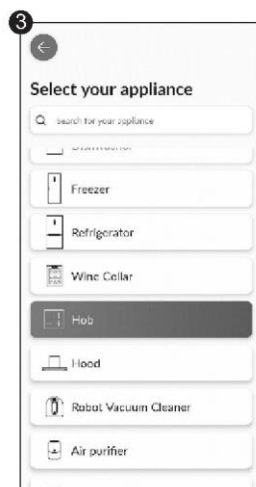 3
Select your appliance
Search for your appliance
Dishwasher
Freezer
Refrigerator
Wine Cellar
Hob
Hood
Robot Vacuum Cleaner
Air purifier